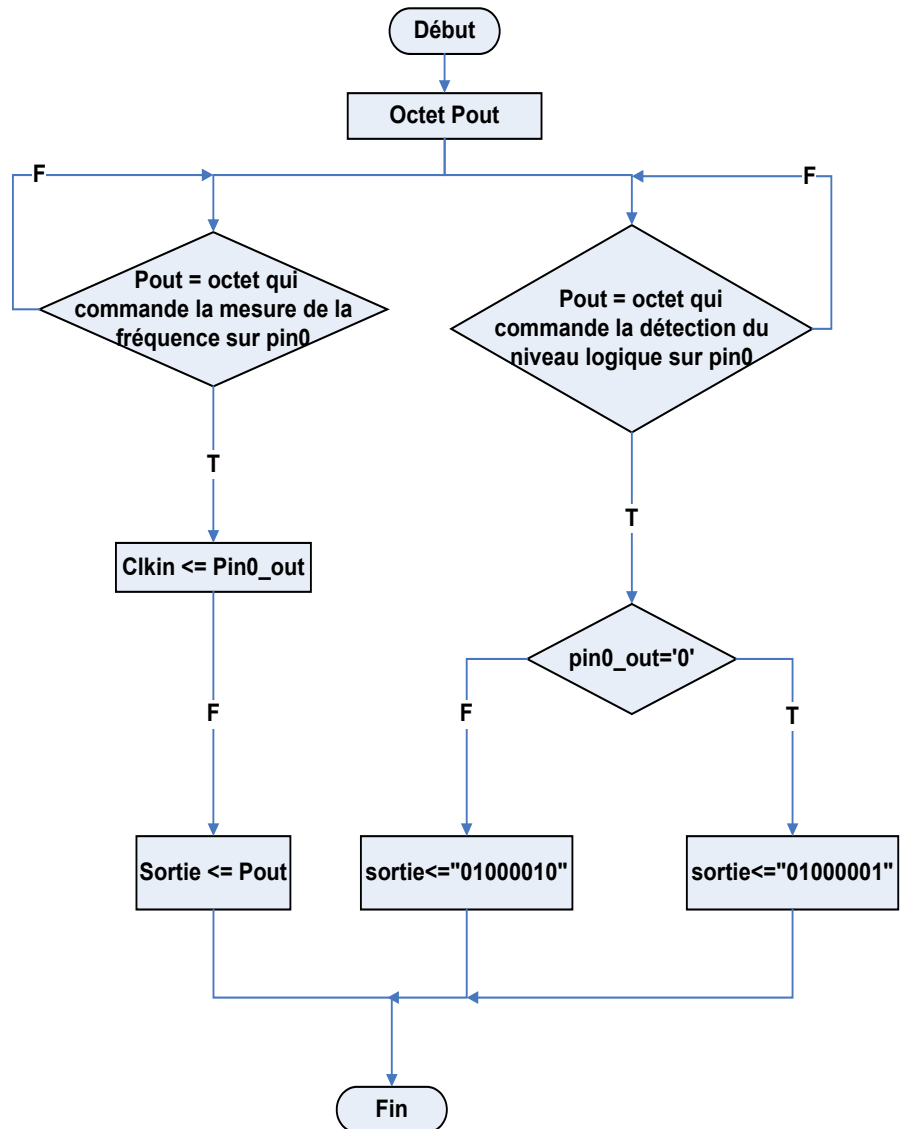 Début
Octet Pout
F
F
Pout = octet qui
commande la mesure de la
fréquence sur pin0
Pout = octet qui
commande la détection du
niveau logique sur pin0
T
T
Clkin <= Pin0_out
pin0_out='0'
F
F
T
Sortie <= Pout
sortie<="01000010"
sortie<="01000001"
Fin